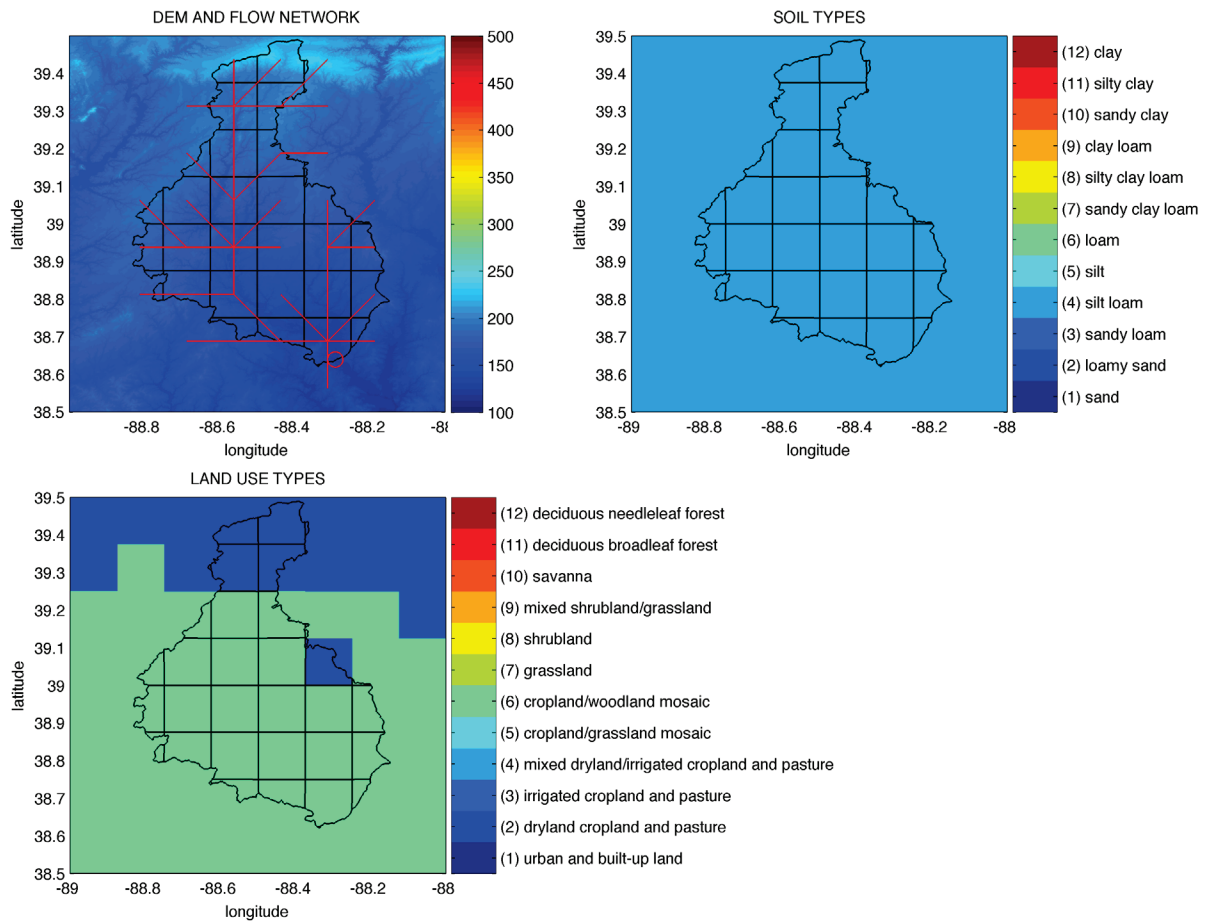 DEM AND FLOW NETWORK
39.4
39.3
39.2
39.1
39
38.9
38.8
38.7
38.6
38.5
latitude
-88.8
-88.6
-88.4
-88.2
-88
longitude
500
450
400
350
300
250
200
150
100
SOIL TYPES
39.5
39.4
39.3
39.2
39.1
39
38.9
38.8
38.7
38.6
38.5
latitude
-89
-88.8
-88.6
-88.4
-88.2
-88
longitude
(12) clay
(11) silty clay
(10) sandy clay
(9) clay loam
(8) silty clay loam
(7) sandy clay loam
(6) loam
(5) silt
(4) silt loam
(3) sandy loam
(2) loamy sand
(1) sand
LAND USE TYPES
39.5
39.4
39.3
39.2
39.1
39
38.9
38.8
38.7
38.6
38.5
latitude
-89
-88.8
-88.6
-88.4
-88.2
-88
longitude
(12) deciduous needleleaf forest
(11) deciduous broadleaf forest
(10) savanna
(9) mixed shrubland/grassland
(8) shrubland
(7) grassland
(6) cropland/woodland mosaic
(5) cropland/grassland mosaic
(4) mixed dryland/irrigated cropland and pasture
(3) irrigated cropland and pasture
(2) dryland cropland and pasture
(1) urban and built-up land